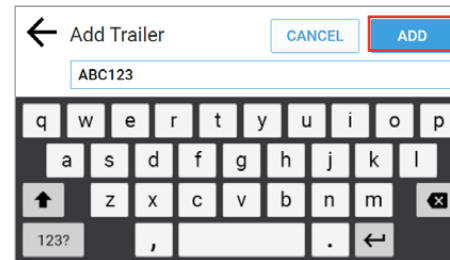 Add Trailer CANCEL ADD
ABC123
q w e r t y u i o p
a s d f g h j k l
z x c v b n m
123? , .